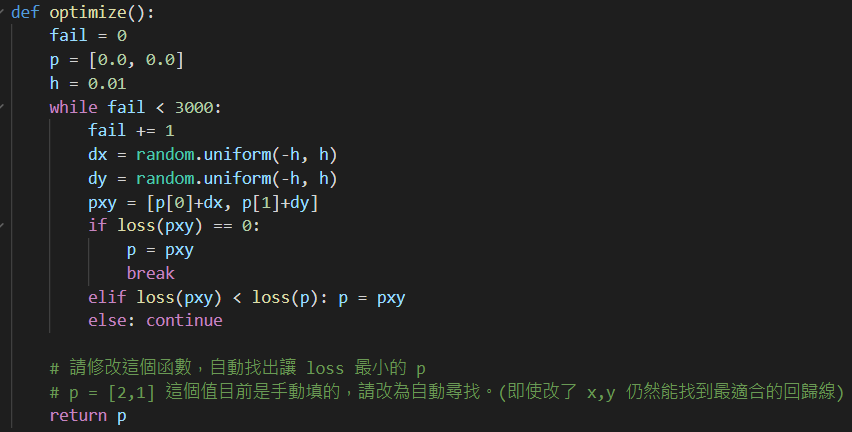 def optimize():
    fail = 0
    p = [0.0, 0.0]
    h = 0.01
    while fail < 3000:
        fail += 1
        dx = random.uniform(-h, h)
        dy = random.uniform(-h, h)
        pxy = [p[0]+dx, p[1]+dy]
        if loss(pxy) == 0:
            p = pxy
            break
        elif loss(pxy) < loss(p): p = pxy
        else: continue
    # 請修改這個函數，自動找出讓 loss 最小的 p
    # p = [2,1] 這個值目前是手動填的，請改為自動尋找。(即使改了 x,y 仍然能找到最適合的回歸線)
    return p